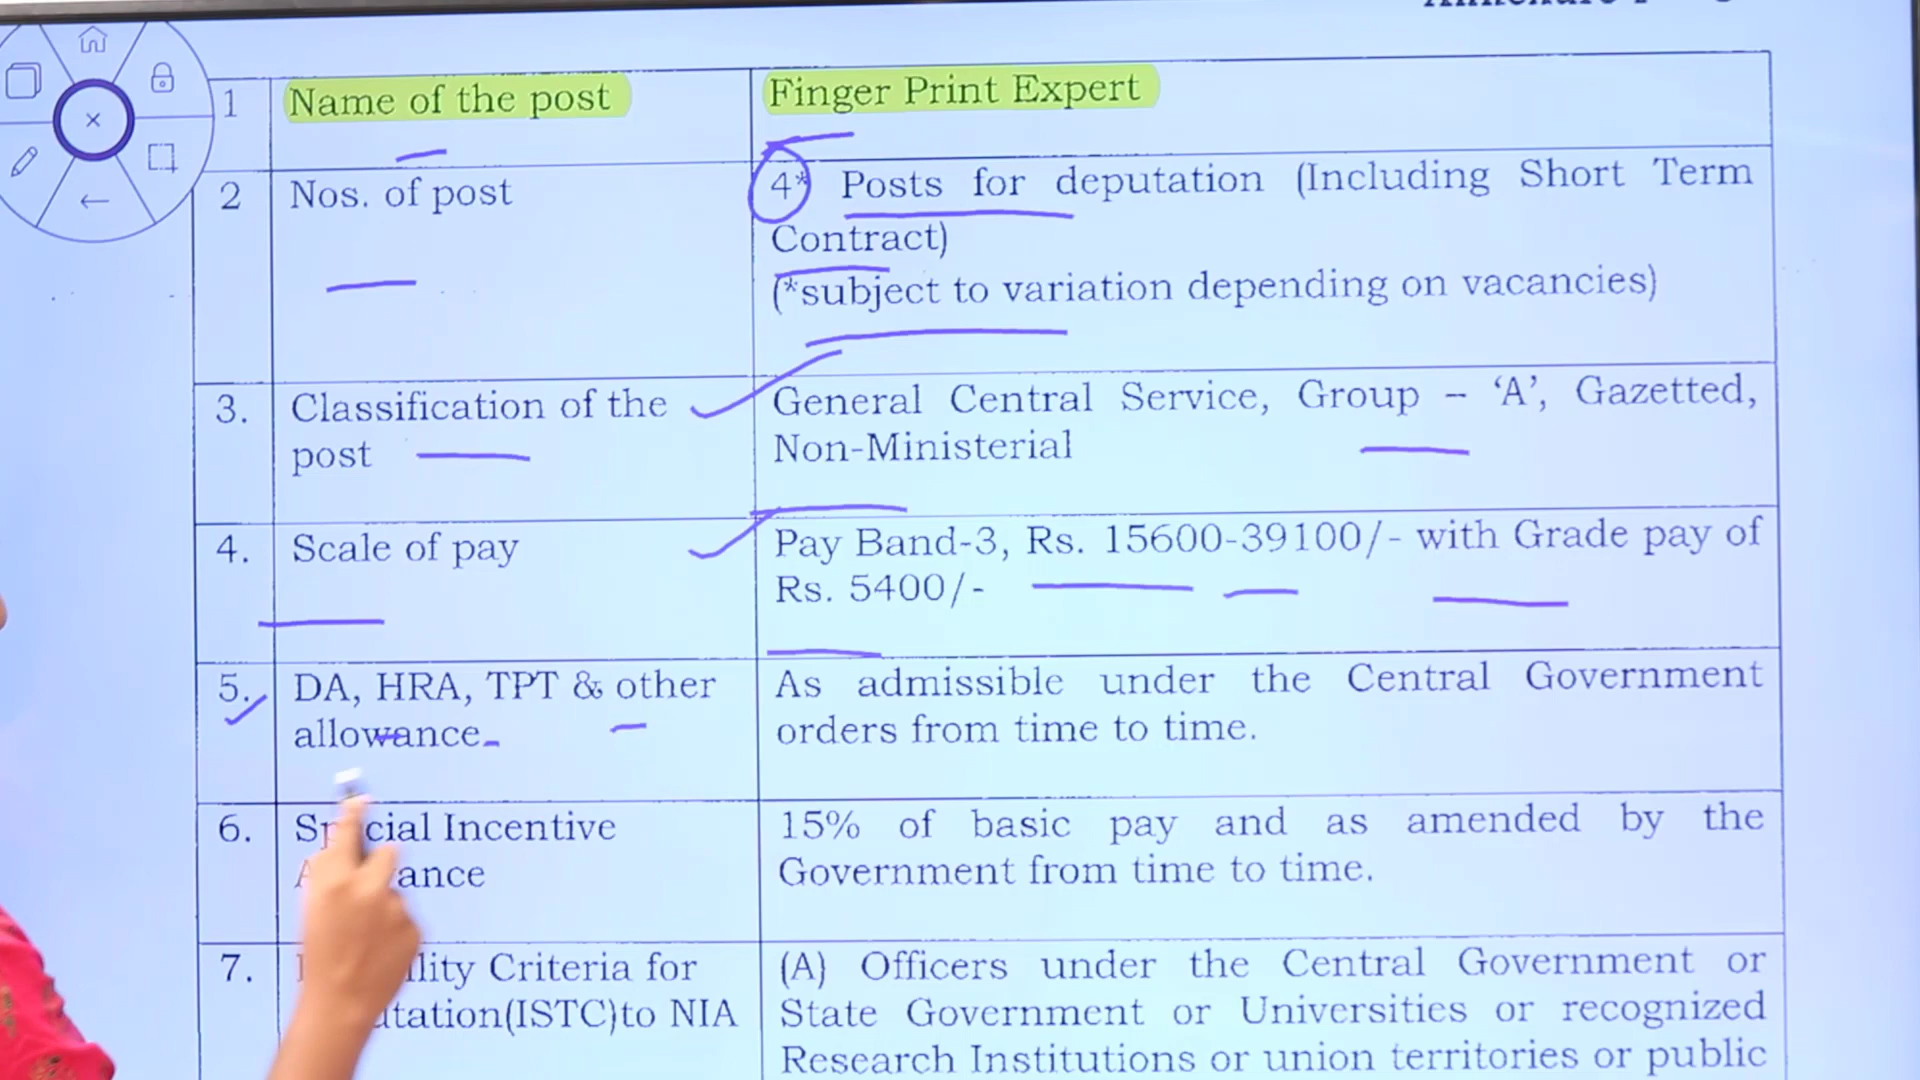 1 Name of the post Finger Print Expert
2 Nos. of post 4* Posts for deputation (Including Short Term
Contract)
(*subject to variation depending on vacancies)
3. Classification of the General Central Service, Group – ‘A’, Gazetted,
post Non-Ministerial
4. Scale of pay Pay Band-3, Rs. 15600-39100/- with Grade pay of
Rs. 5400/-
5. DA, HRA, TPT & other As admissible under the Central Government
allowance orders from time to time.
6. Special Incentive 15% of basic pay and as amended by the
Government from time to time.
7. Criteria for (A) Officers under the Central Government or
to NIA State Government or Universities or recognized
Research Institutions or union territories or public